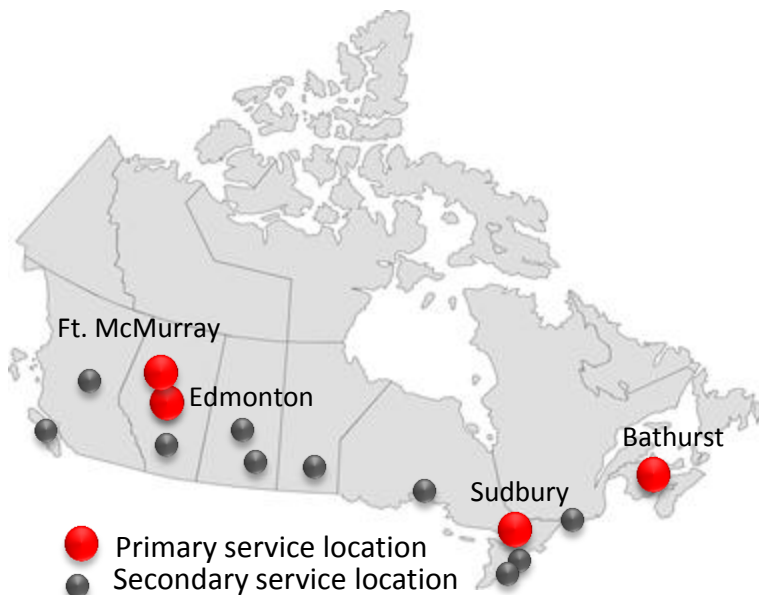 Ft. McMurray
Edmonton
Bathurst
Sudbury
Primary service location
Secondary service location